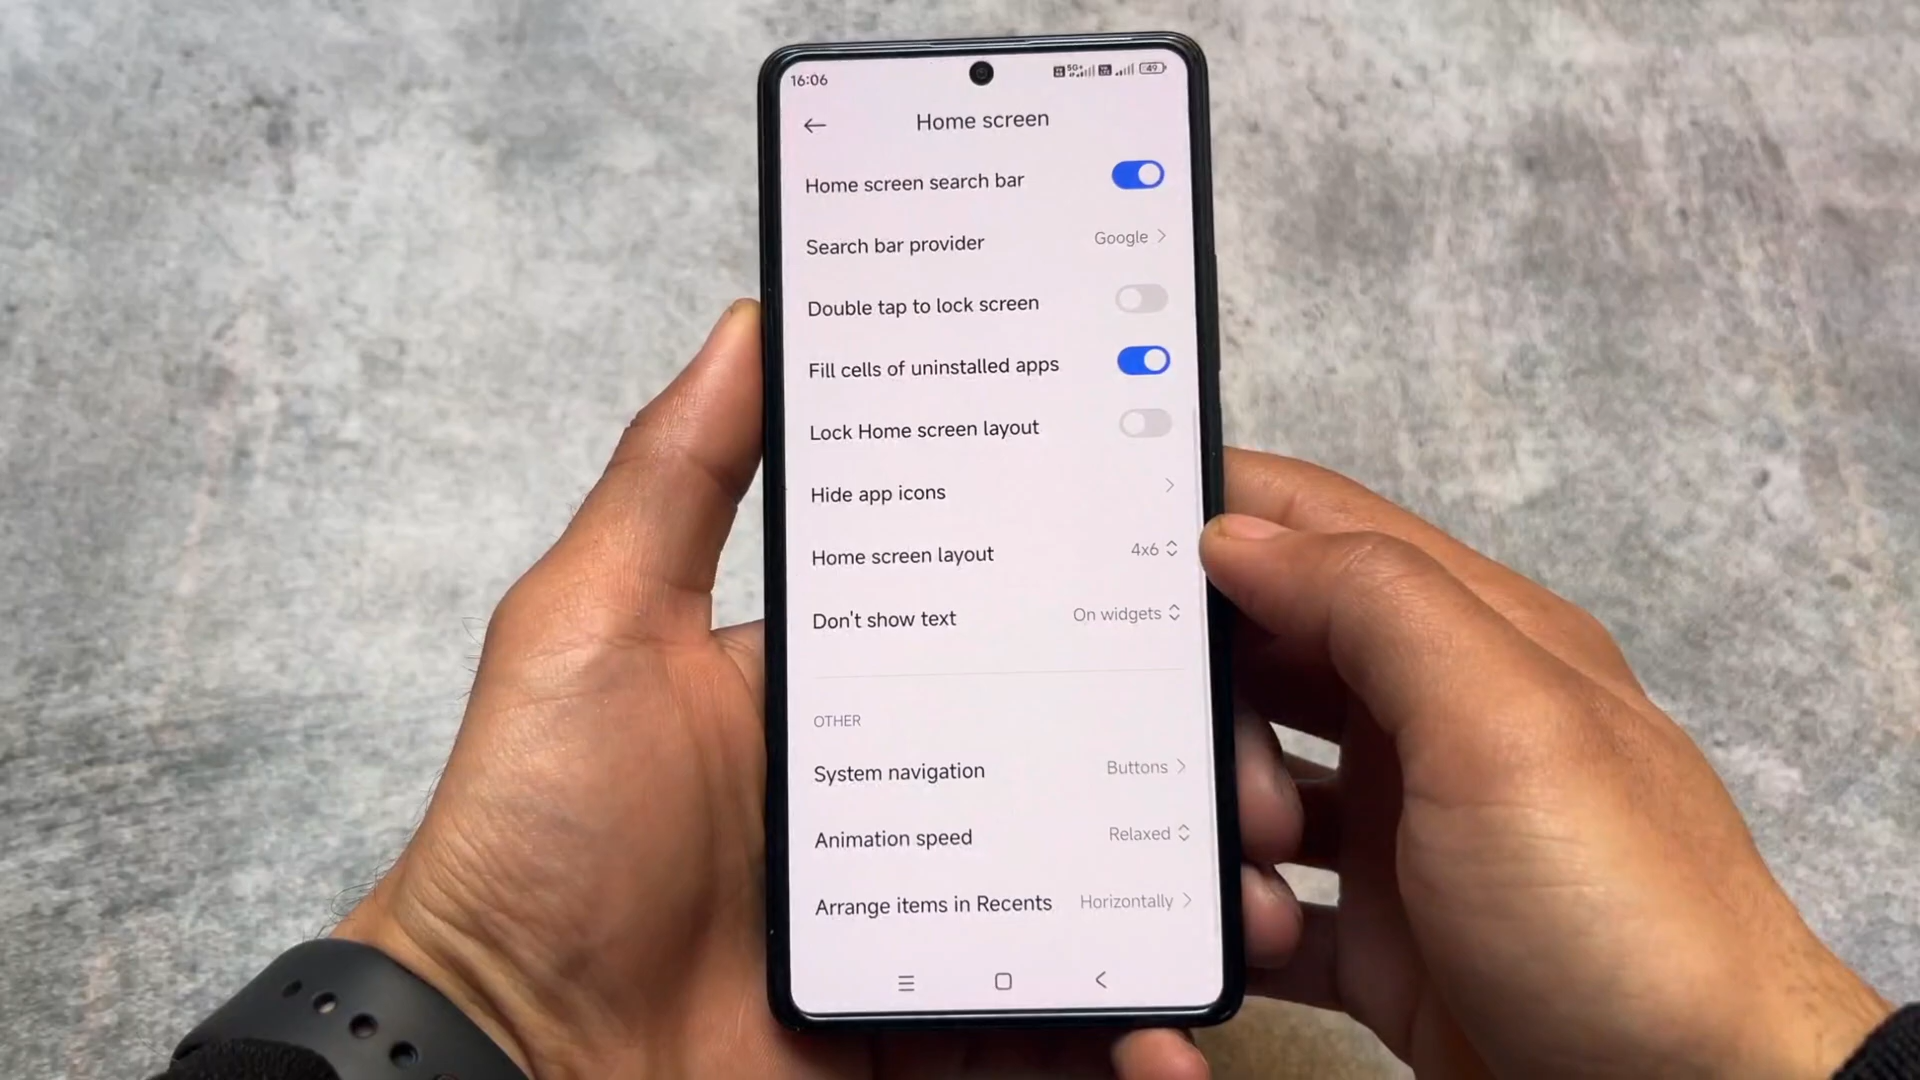 16:06
5G+ 49
Home screen
Home screen search bar
Search bar provider Google
Double tap to lock screen
Fill cells of uninstalled apps
Lock Home screen layout
Hide app icons
Home screen layout 4x6
Don't show text On widgets
OTHER
System navigation Buttons
Animation speed Relaxed
Arrange items in Recents Horizontally